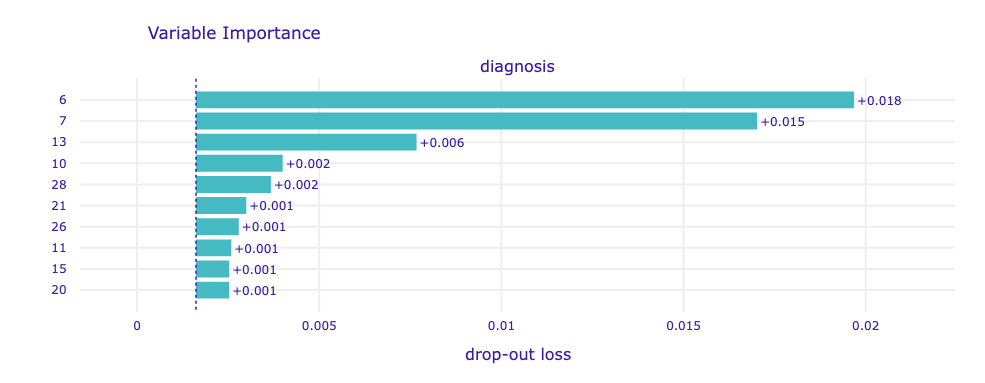 Variable Importance
diagnosis
6 +0.018
7 +0.015
13 +0.006
10 +0.002
28 +0.002
21 +0.001
26 +0.001
11 +0.001
15 +0.001
20 +0.001
0 0.005 0.01 0.015 0.02
drop-out loss